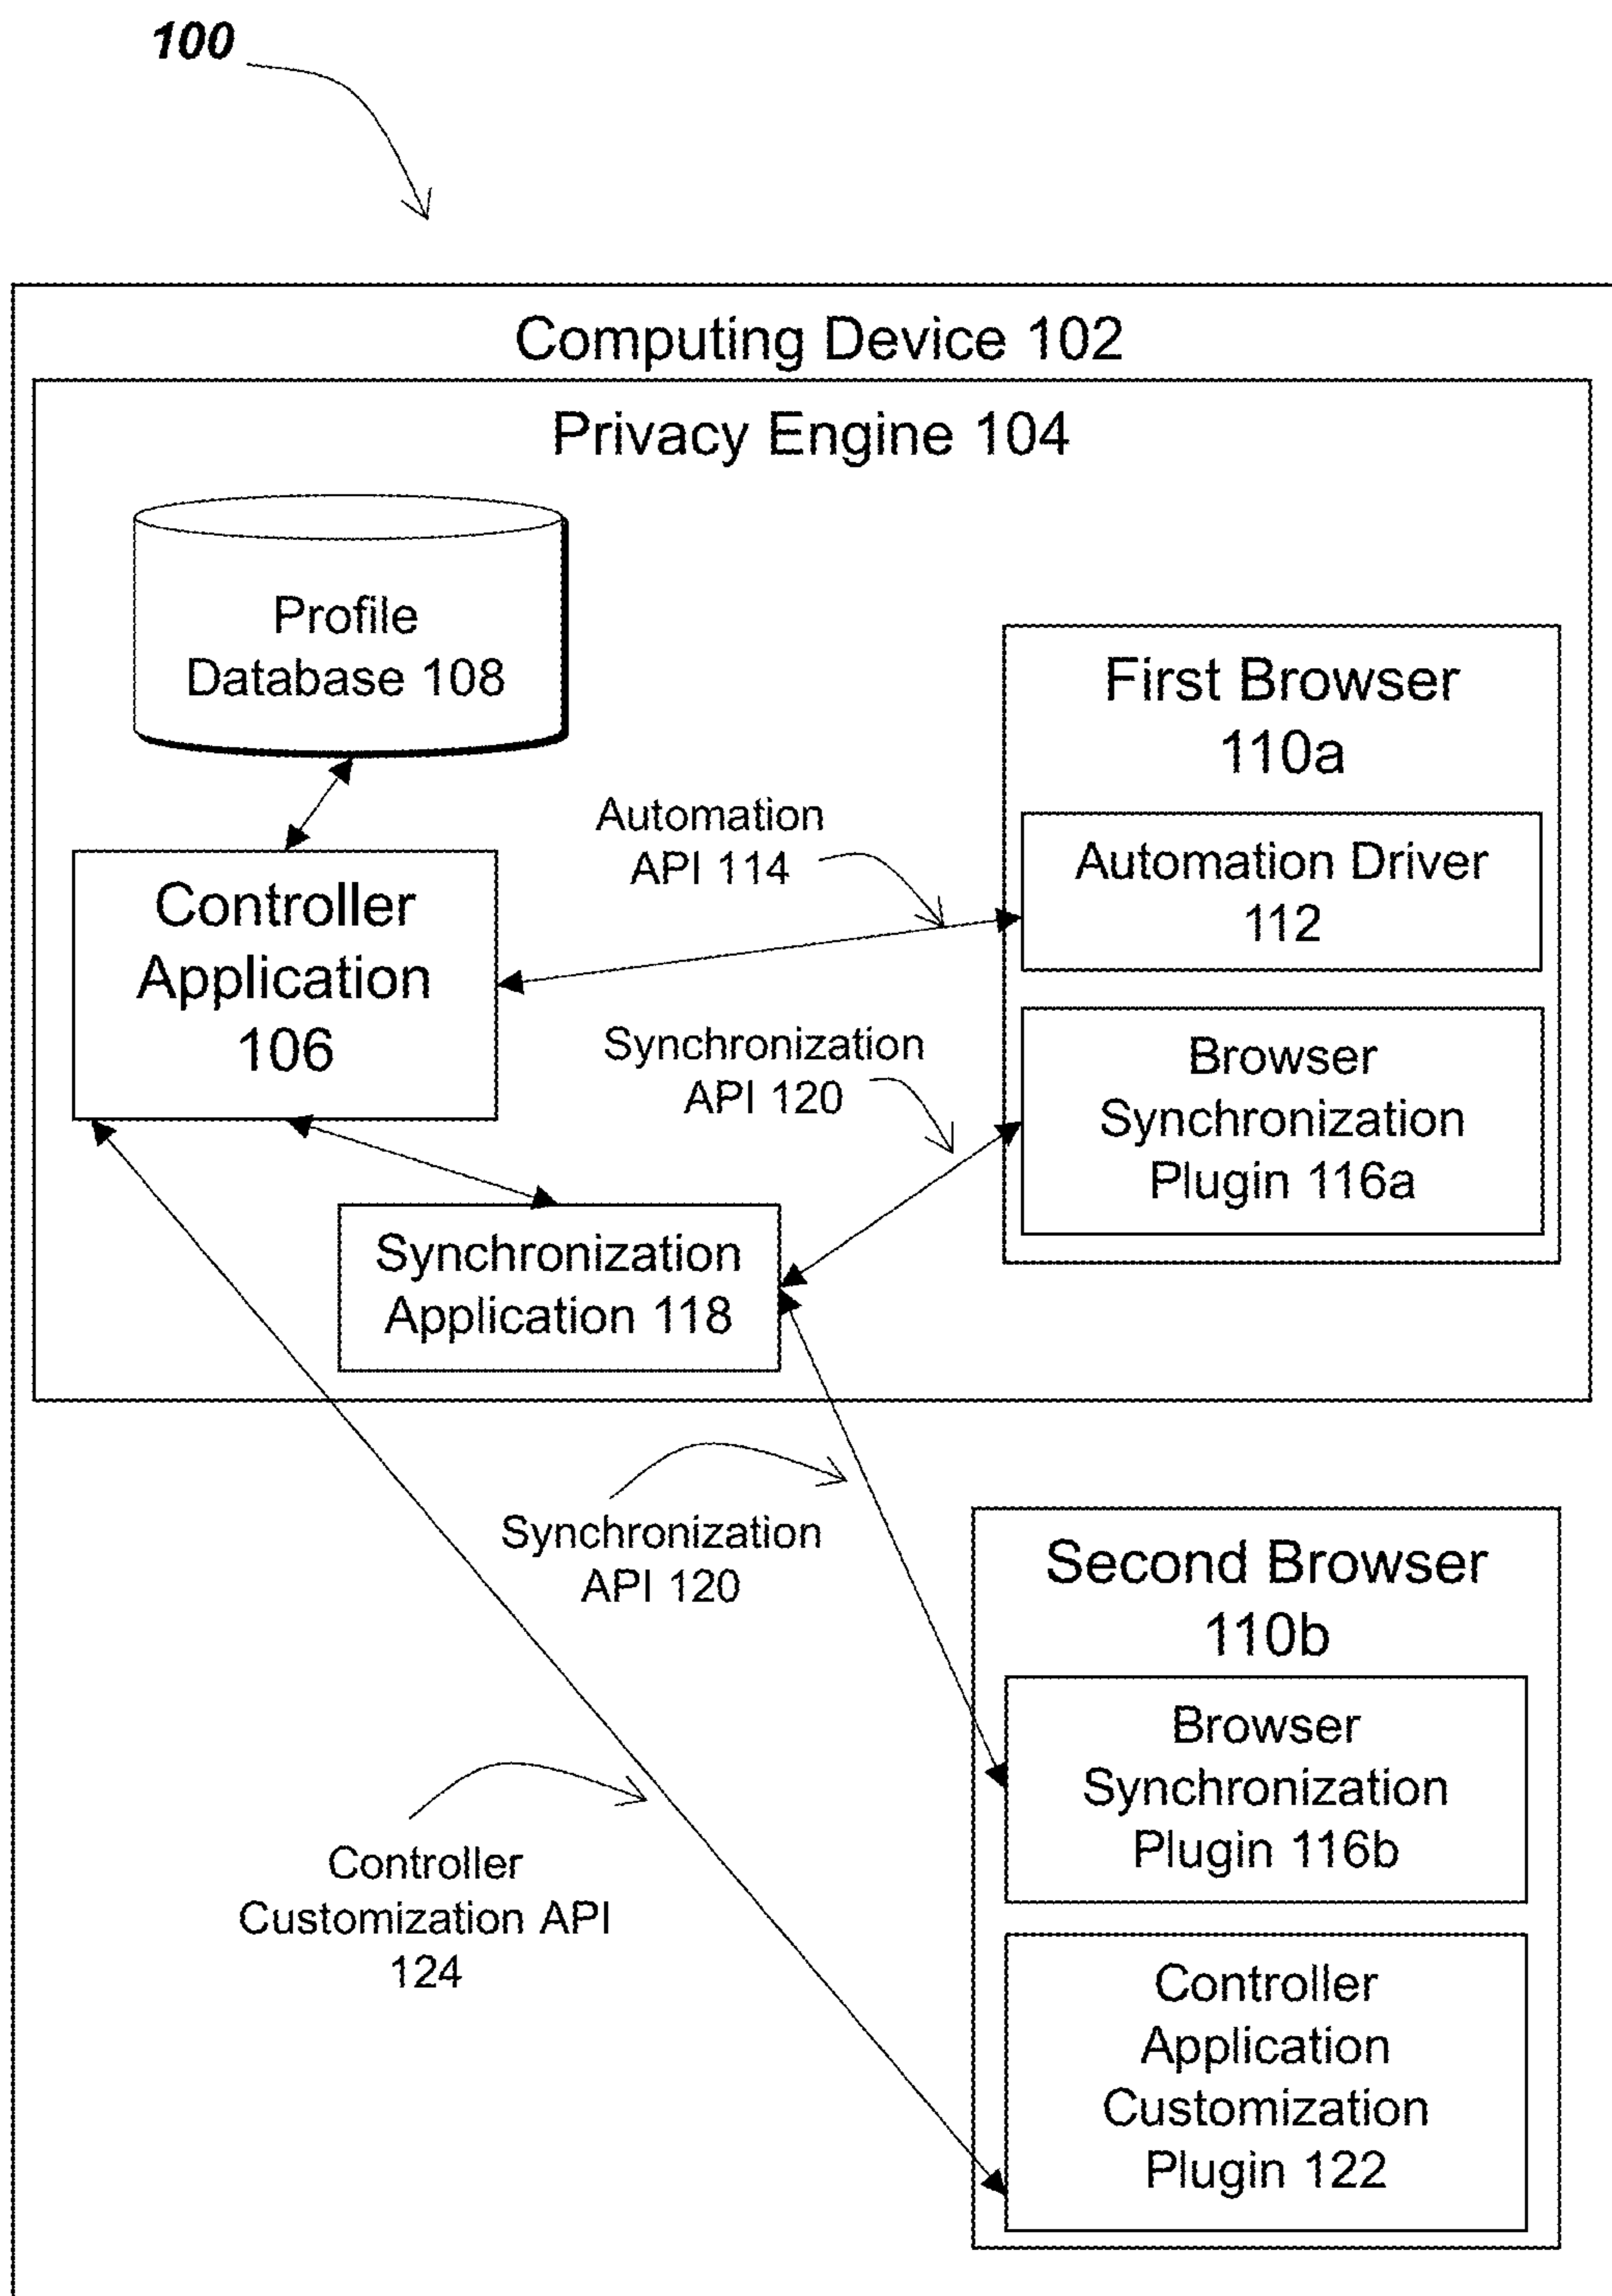 100
Computing Device 102
Privacy Engine 104
Profile
Database 108
First Browser
110a
Automation
API 114
Automation Driver
112
Controller
Application
106
Synchronization
API 120
Browser
Synchronization
Plugin 116a
Synchronization
Application 118
Synchronization
API 120
Second Browser
110b
Browser
Synchronization
Plugin 116b
Controller
Customization API
124
Controller
Application
Customization
Plugin 122